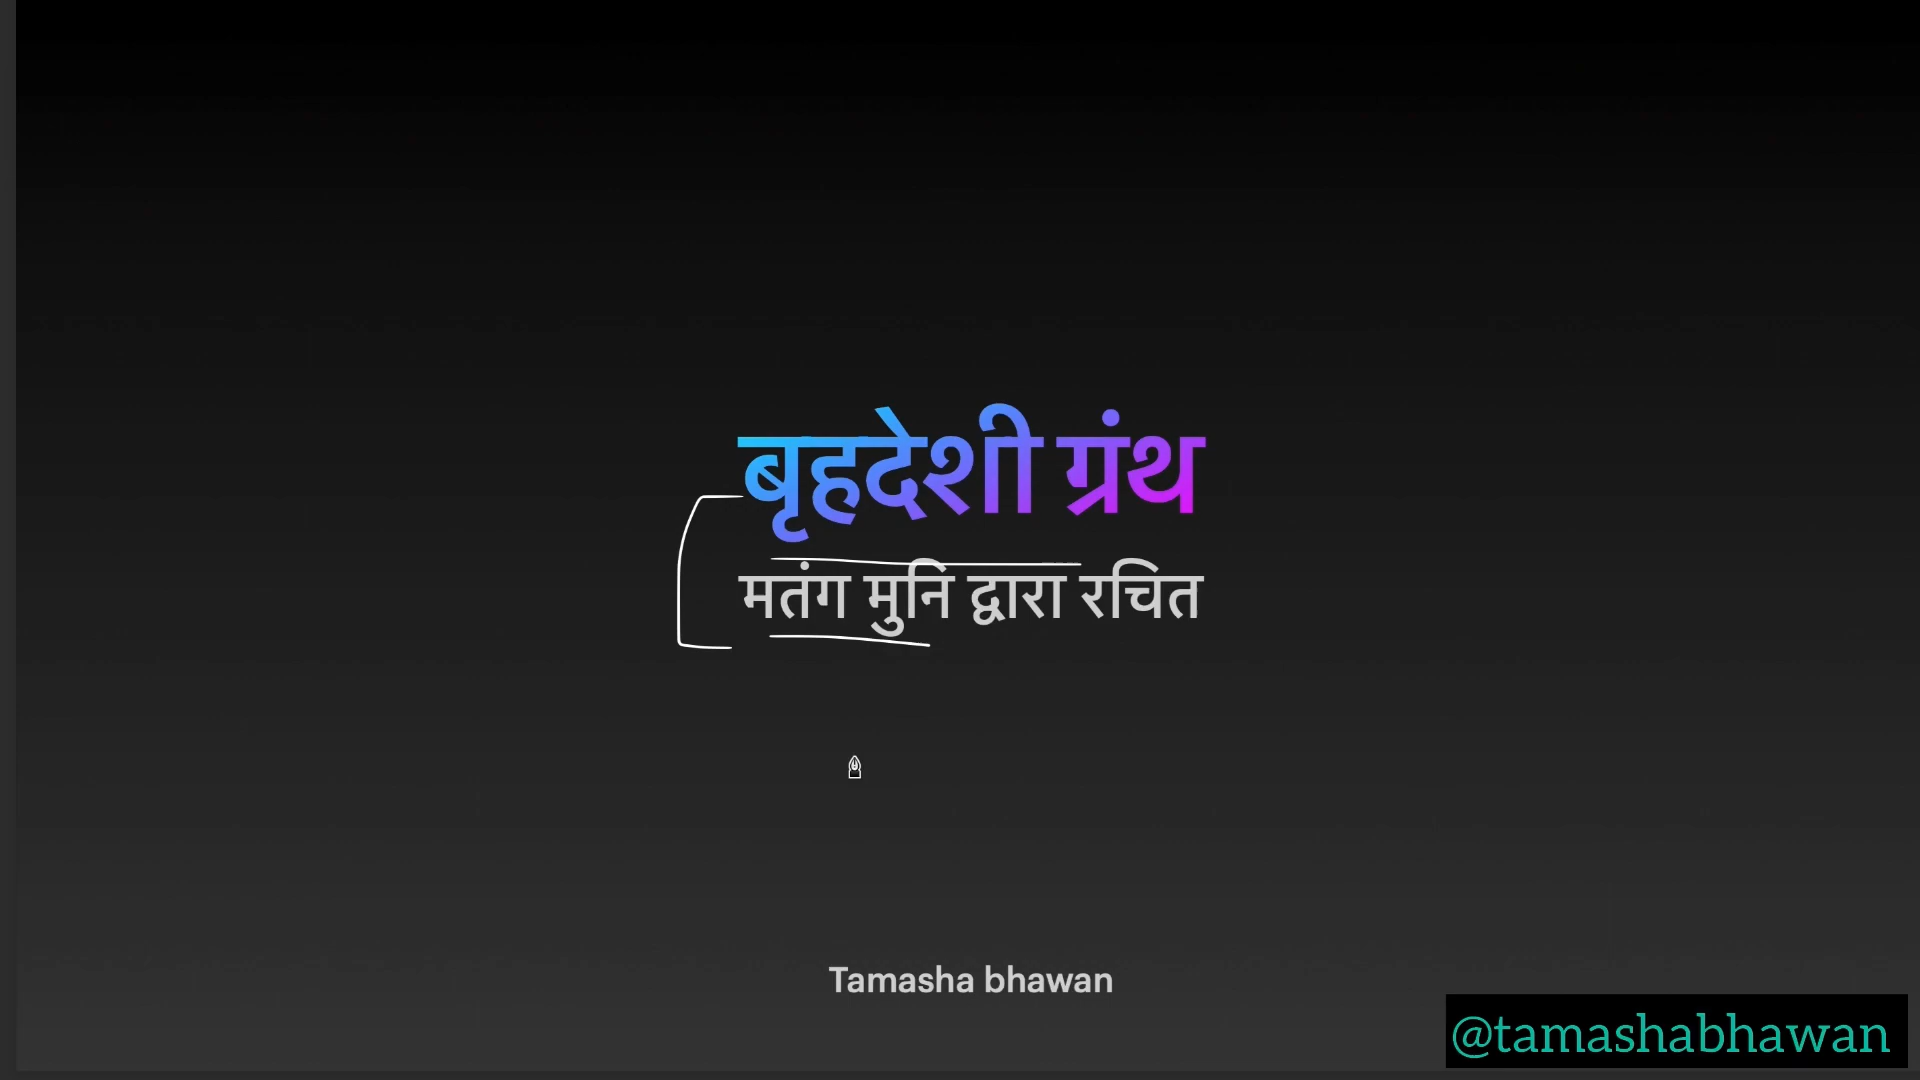 बृहदेशी ग्रंथ
मतंग मुनि द्वारा रचित
Tamasha bhawan
@tamashabhawan